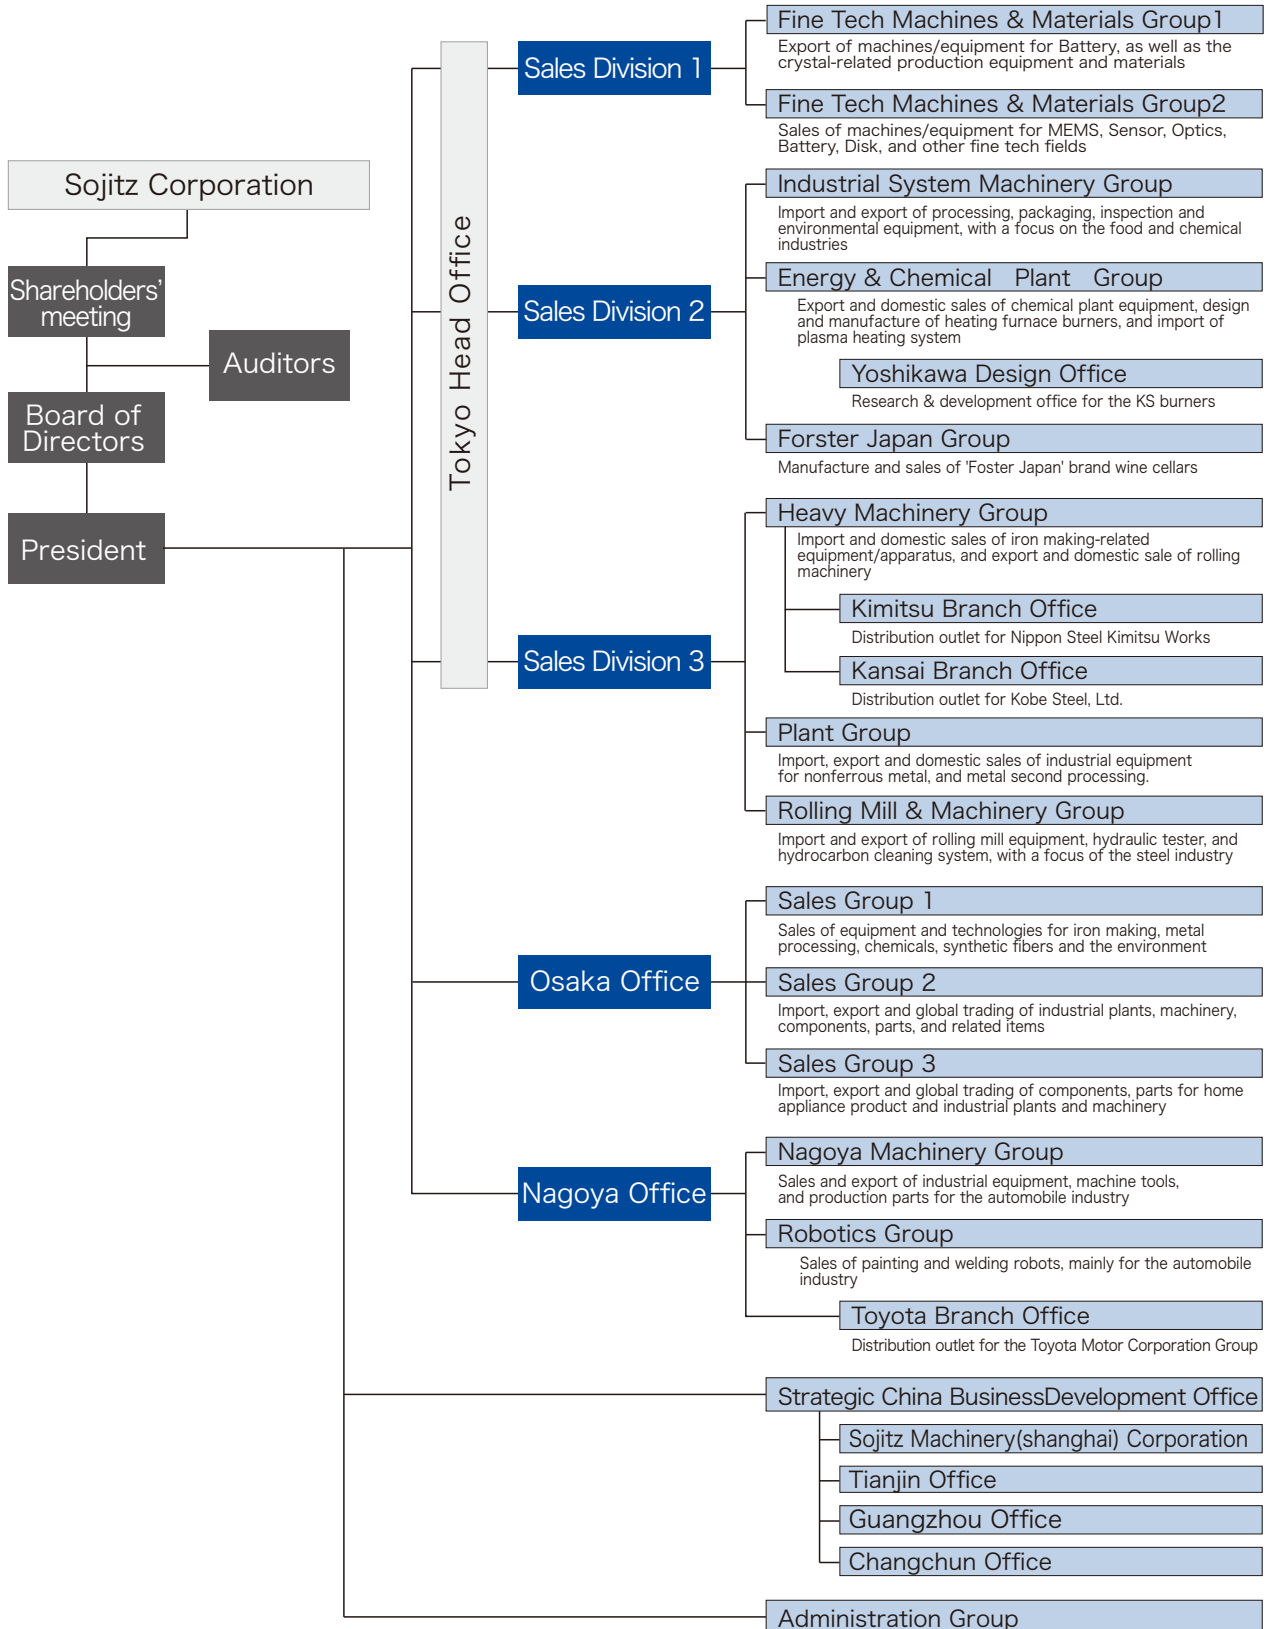 Sojitz Corporation
Shareholders'
meeting
Auditors
Board of
Directors
President
Tokyo Head Office
Sales Division 1
Fine Tech Machines & Materials Group1
Export of machines/equipment for Battery, as well as the
crystal-related production equipment and materials
Fine Tech Machines & Materials Group2
Sales of machines/equipment for MEMS, Sensor, Optics,
Battery, Disk, and other fine tech fields
Sales Division 2
Industrial System Machinery Group
Import and export of processing, packaging, inspection and
environmental equipment, with a focus on the food and chemical
industries
Energy & Chemical Plant Group
Export and domestic sales of chemical plant equipment, design
and manufacture of heating furnace burners, and import of
plasma heating system
Yoshikawa Design Office
Research & development office for the KS burners
Forster Japan Group
Manufacture and sales of 'Foster Japan' brand wine cellars
Sales Division 3
Heavy Machinery Group
Import and domestic sales of iron making-related
equipment/apparatus, and export and domestic sale of rolling
machinery
Kimitsu Branch Office
Distribution outlet for Nippon Steel Kimitsu Works
Kansai Branch Office
Distribution outlet for Kobe Steel, Ltd.
Plant Group
Import, export and domestic sales of industrial equipment
for nonferrous metal, and metal second processing.
Rolling Mill & Machinery Group
Import and export of rolling mill equipment, hydraulic tester, and
hydrocarbon cleaning system, with a focus of the steel industry
Osaka Office
Sales Group 1
Sales of equipment and technologies for iron making, metal
processing, chemicals, synthetic fibers and the environment
Sales Group 2
Import, export and global trading of industrial plants, machinery,
components, parts, and related items
Sales Group 3
Import, export and global trading of components, parts for home
appliance product and industrial plants and machinery
Nagoya Office
Nagoya Machinery Group
Sales and export of industrial equipment, machine tools,
and production parts for the automobile industry
Robotics Group
Sales of painting and welding robots, mainly for the automobile
industry
Toyota Branch Office
Distribution outlet for the Toyota Motor Corporation Group
Strategic China BusinessDevelopment Office
Sojitz Machinery(shanghai) Corporation
Tianjin Office
Guangzhou Office
Changchun Office
Administration Group